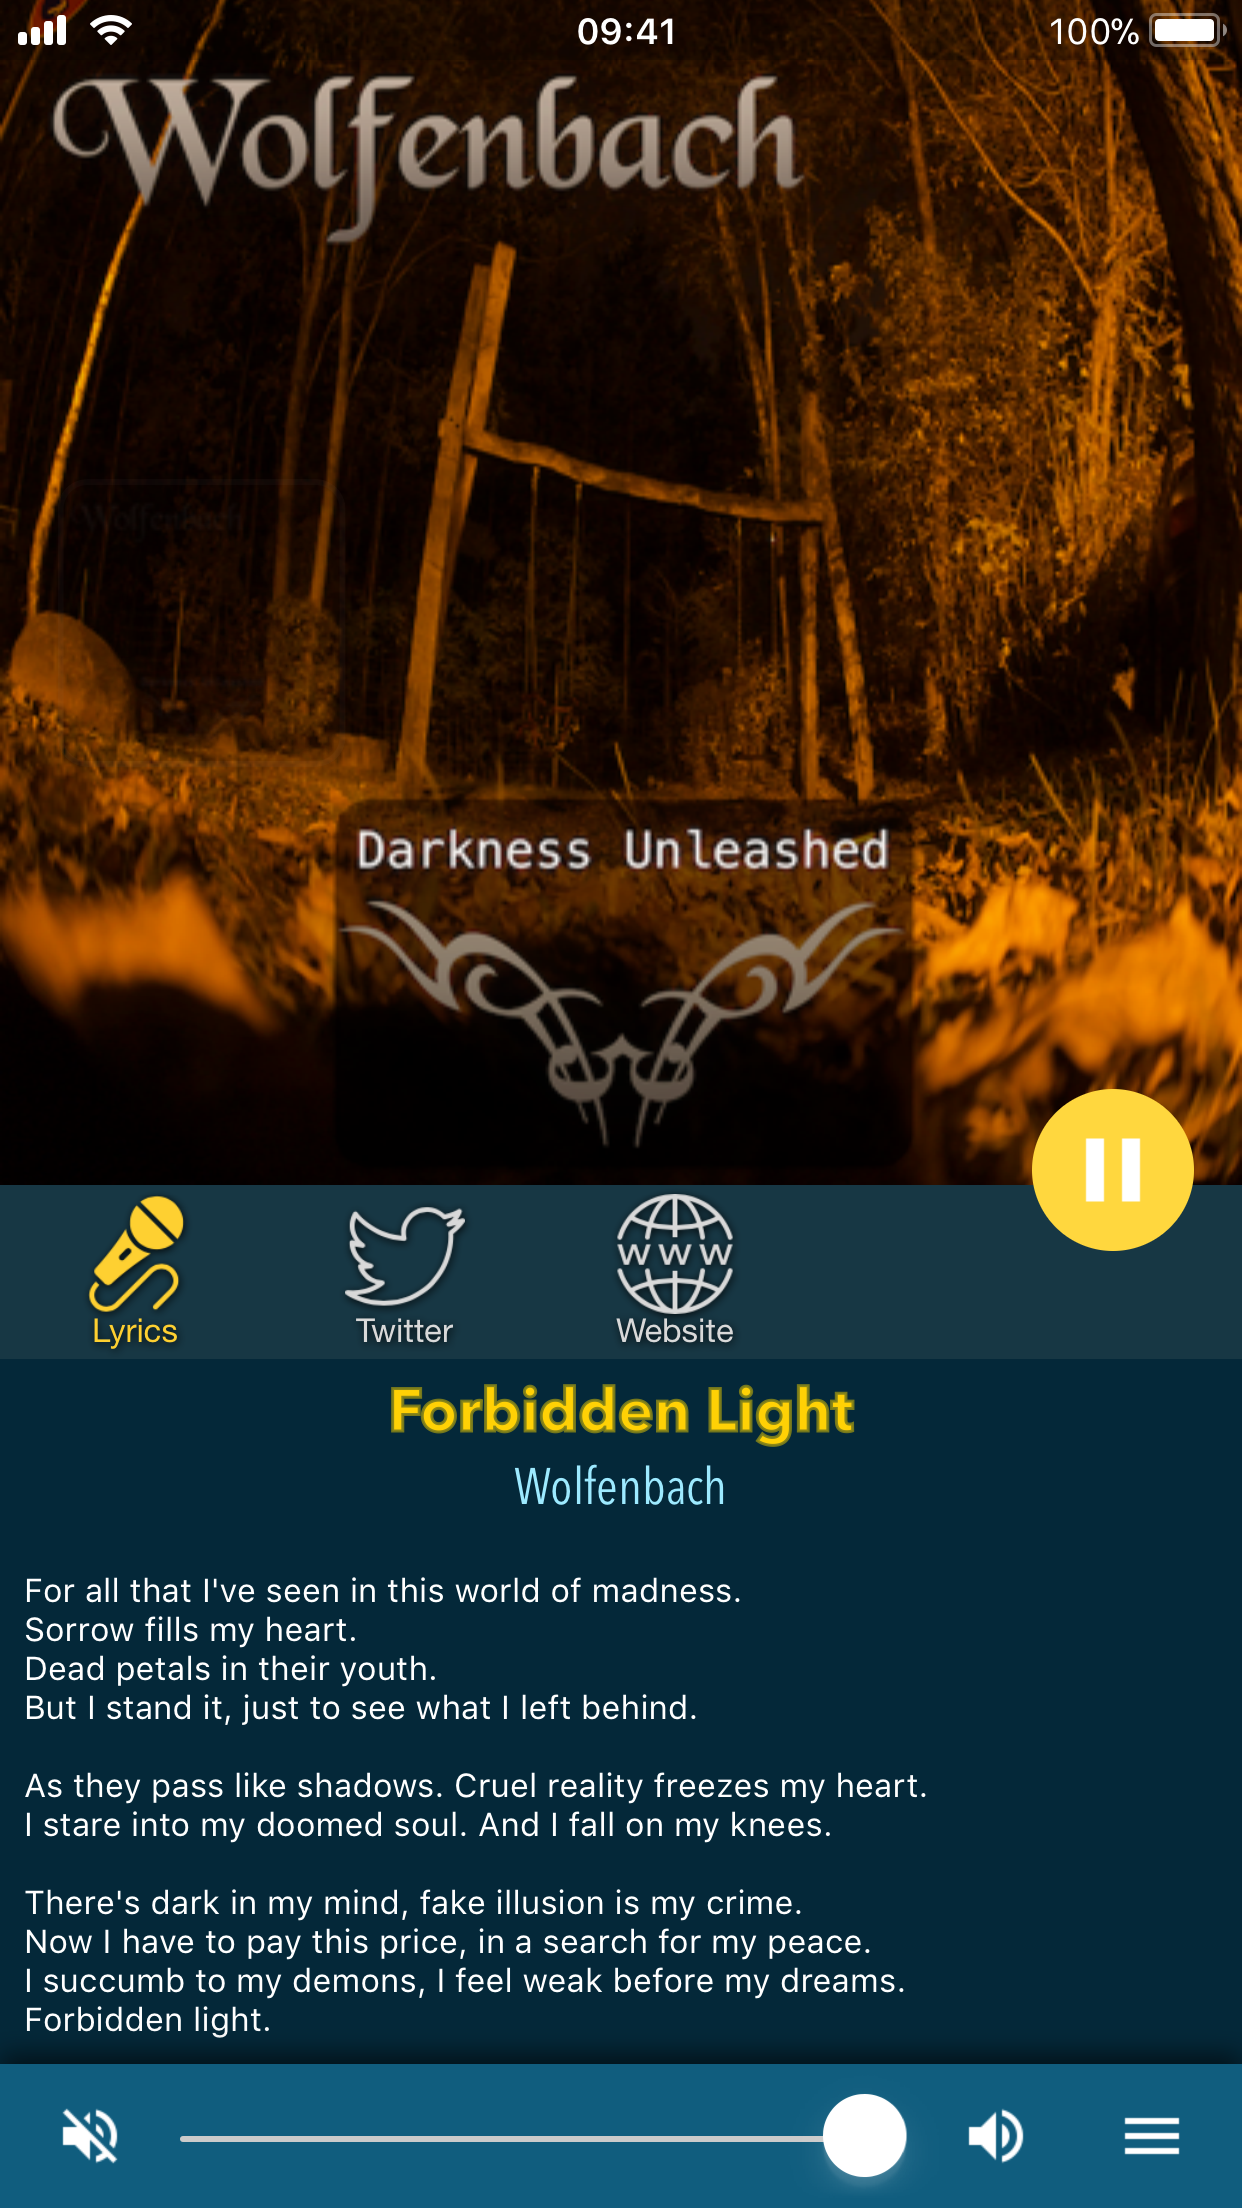 09:41
100%
Wolfenbach
Wolfenbach
Darkness Unleashed
WWW
Lyrics
Twitter
Website
Forbidden Light
Wolfenbach
For all that I've seen in this world of madness.
Sorrow fills my heart.
Dead petals in their youth.
But I stand it, just to see what I left behind.
As they pass like shadows. Cruel reality freezes my heart.
I stare into my doomed soul. And I fall on my knees.
There's dark in my mind, fake illusion is my crime.
Now I have to pay this price, in a search for my peace.
I succumb to my demons, I feel weak before my dreams.
Forbidden light.